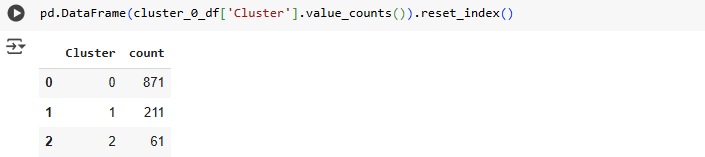 pd.DataFrame(cluster_0_df['Cluster'].value_counts()).reset_index()
Cluster count
0 0 871
1 1 211
2 2 61